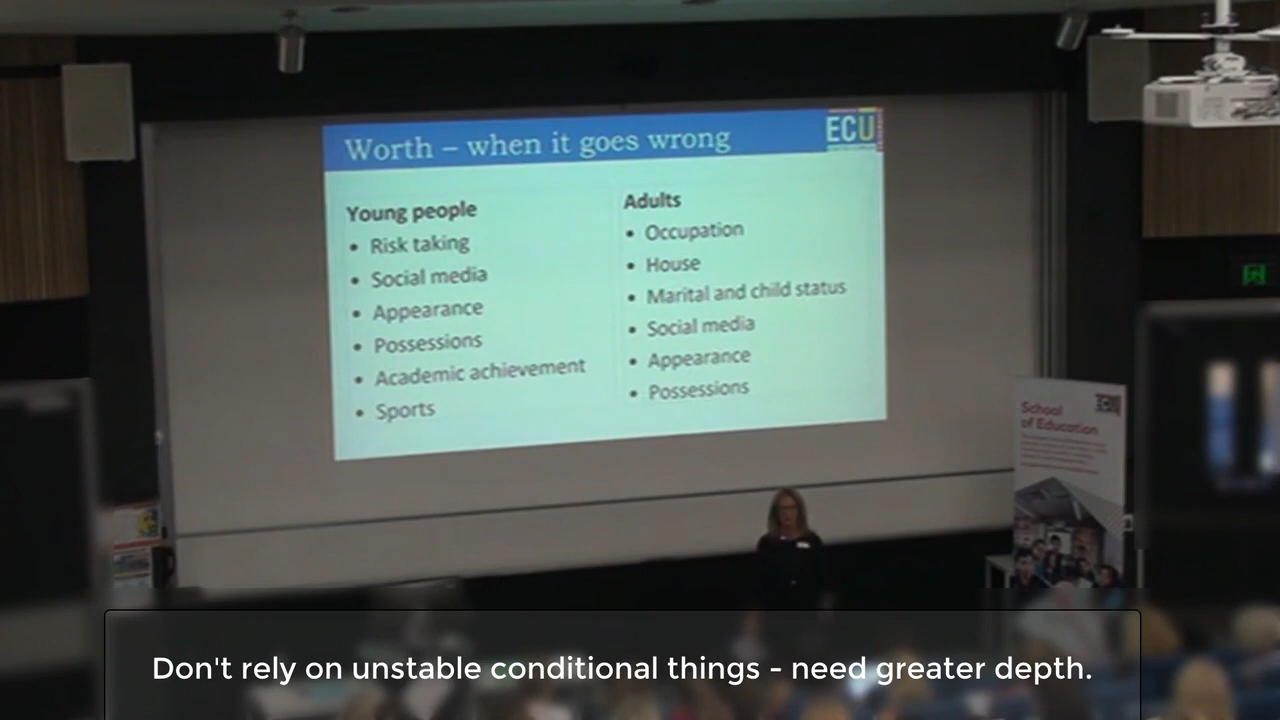 Worth – when it goes wrong
ECU
Young people
• Risk taking
• Social media
• Appearance
• Possessions
• Academic achievement
• Sports
Adults
• Occupation
• House
• Marital and child status
• Social media
• Appearance
• Possessions
School
of Education
Don't rely on unstable conditional things - need greater depth.